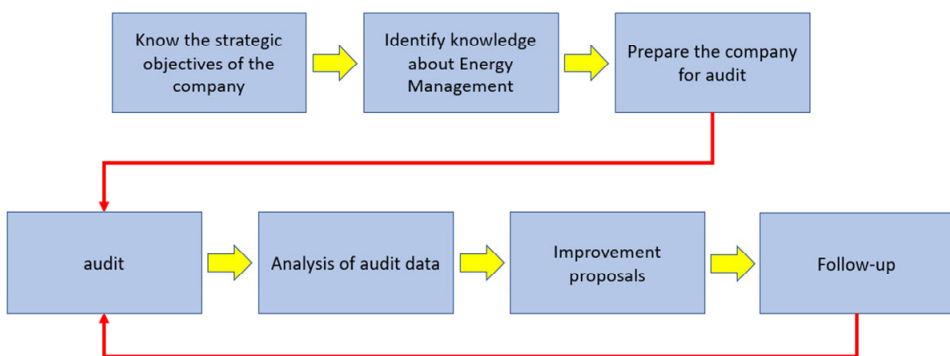 Know the strategic
objectives of the
company
Identify knowledge
about Energy
Management
Prepare the company
for audit
audit
Analysis of audit data
Improvement
proposals
Follow-up